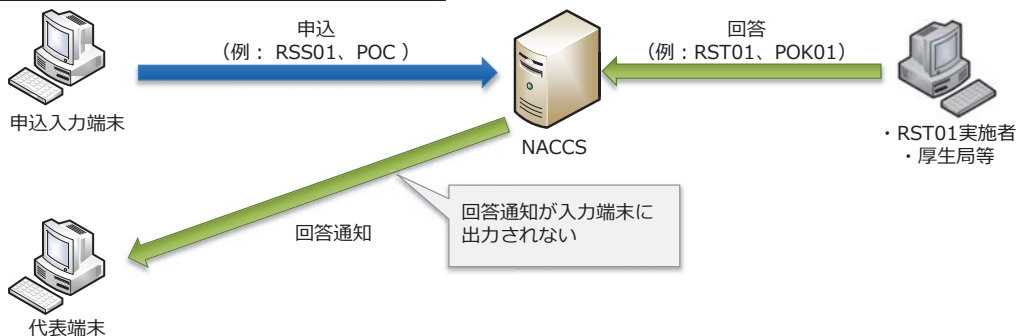 申込
（例： RSS01、POC ）
回答
（例：RST01、POK01）
申込入力端末
NACCS
・RST01実施者
・厚生局等
回答通知が入力端末に
出力されない
回答通知
代表端末